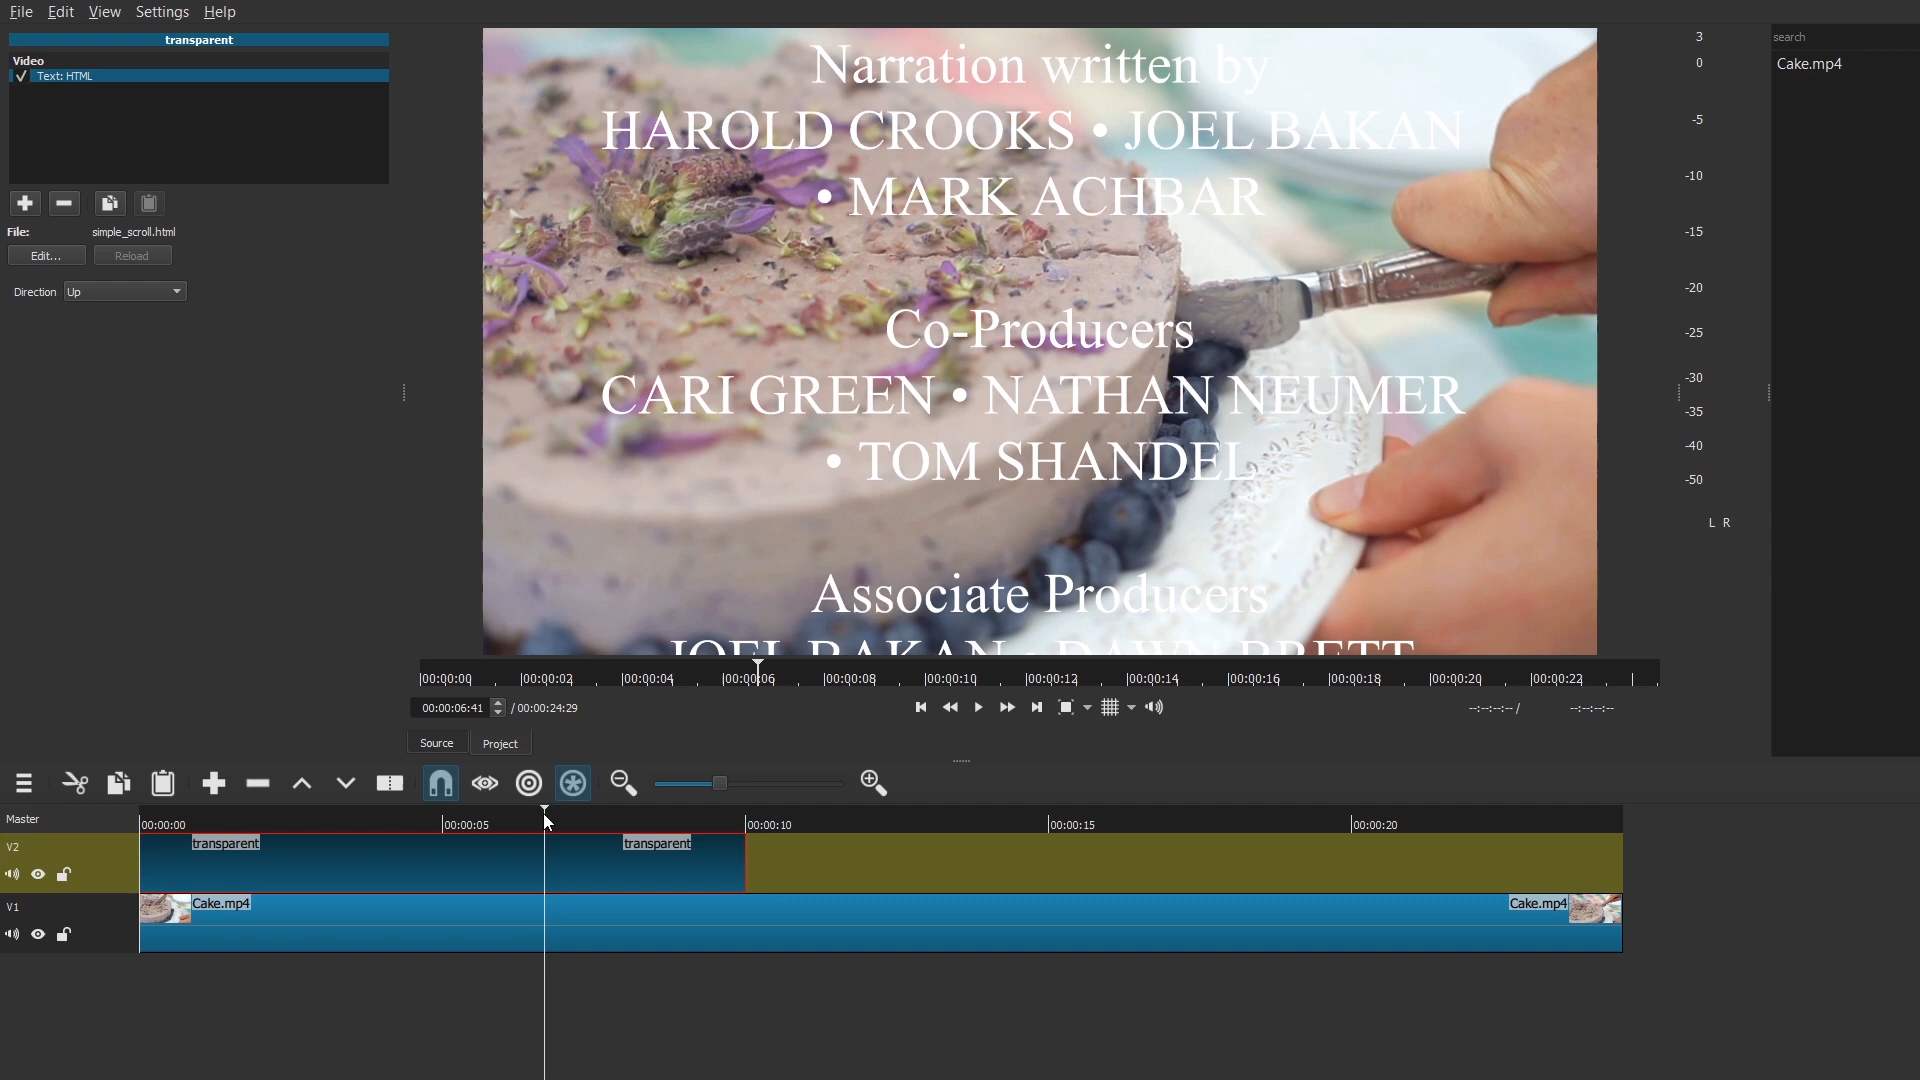 File Edit View Settings Help
transparent
Video
Text: HTML
File: simple_scroll.html
Edit... Reload
Direction Up
Narration written by
HAROLD CROOKS • JOEL BAKAN
• MARK ACHBAR
Co-Producers
CARI GREEN • NATHAN NEUMER
• TOM SHANDEL
Associate Producers
JOEL BAKAN • DAWN BRETT
3
0
-5
-10
-15
-20
-25
-30
-35
-40
-50
L R
search
Cake.mp4
00:00:00 00:00:02 00:00:04 00:00:06 00:00:08 00:00:10 00:00:12 00:00:14 00:00:16 00:00:18 00:00:20 00:00:22
00:00:06:41 / 00:00:24:29 --:--:--:-- / --:--:--:--
Source Project
Master 00:00:00 00:00:05 00:00:10 00:00:15 00:00:20
V2 transparent transparent
V1 Cake.mp4 Cake.mp4